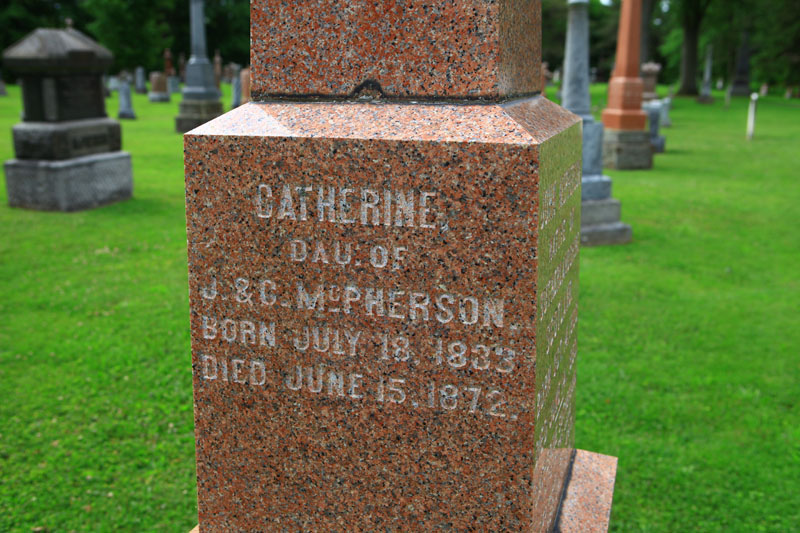 CATHERINE,
DAU. OF
J. & C. McPHERSON.
BORN JULY 18, 1833
DIED JUNE 15, 1872.